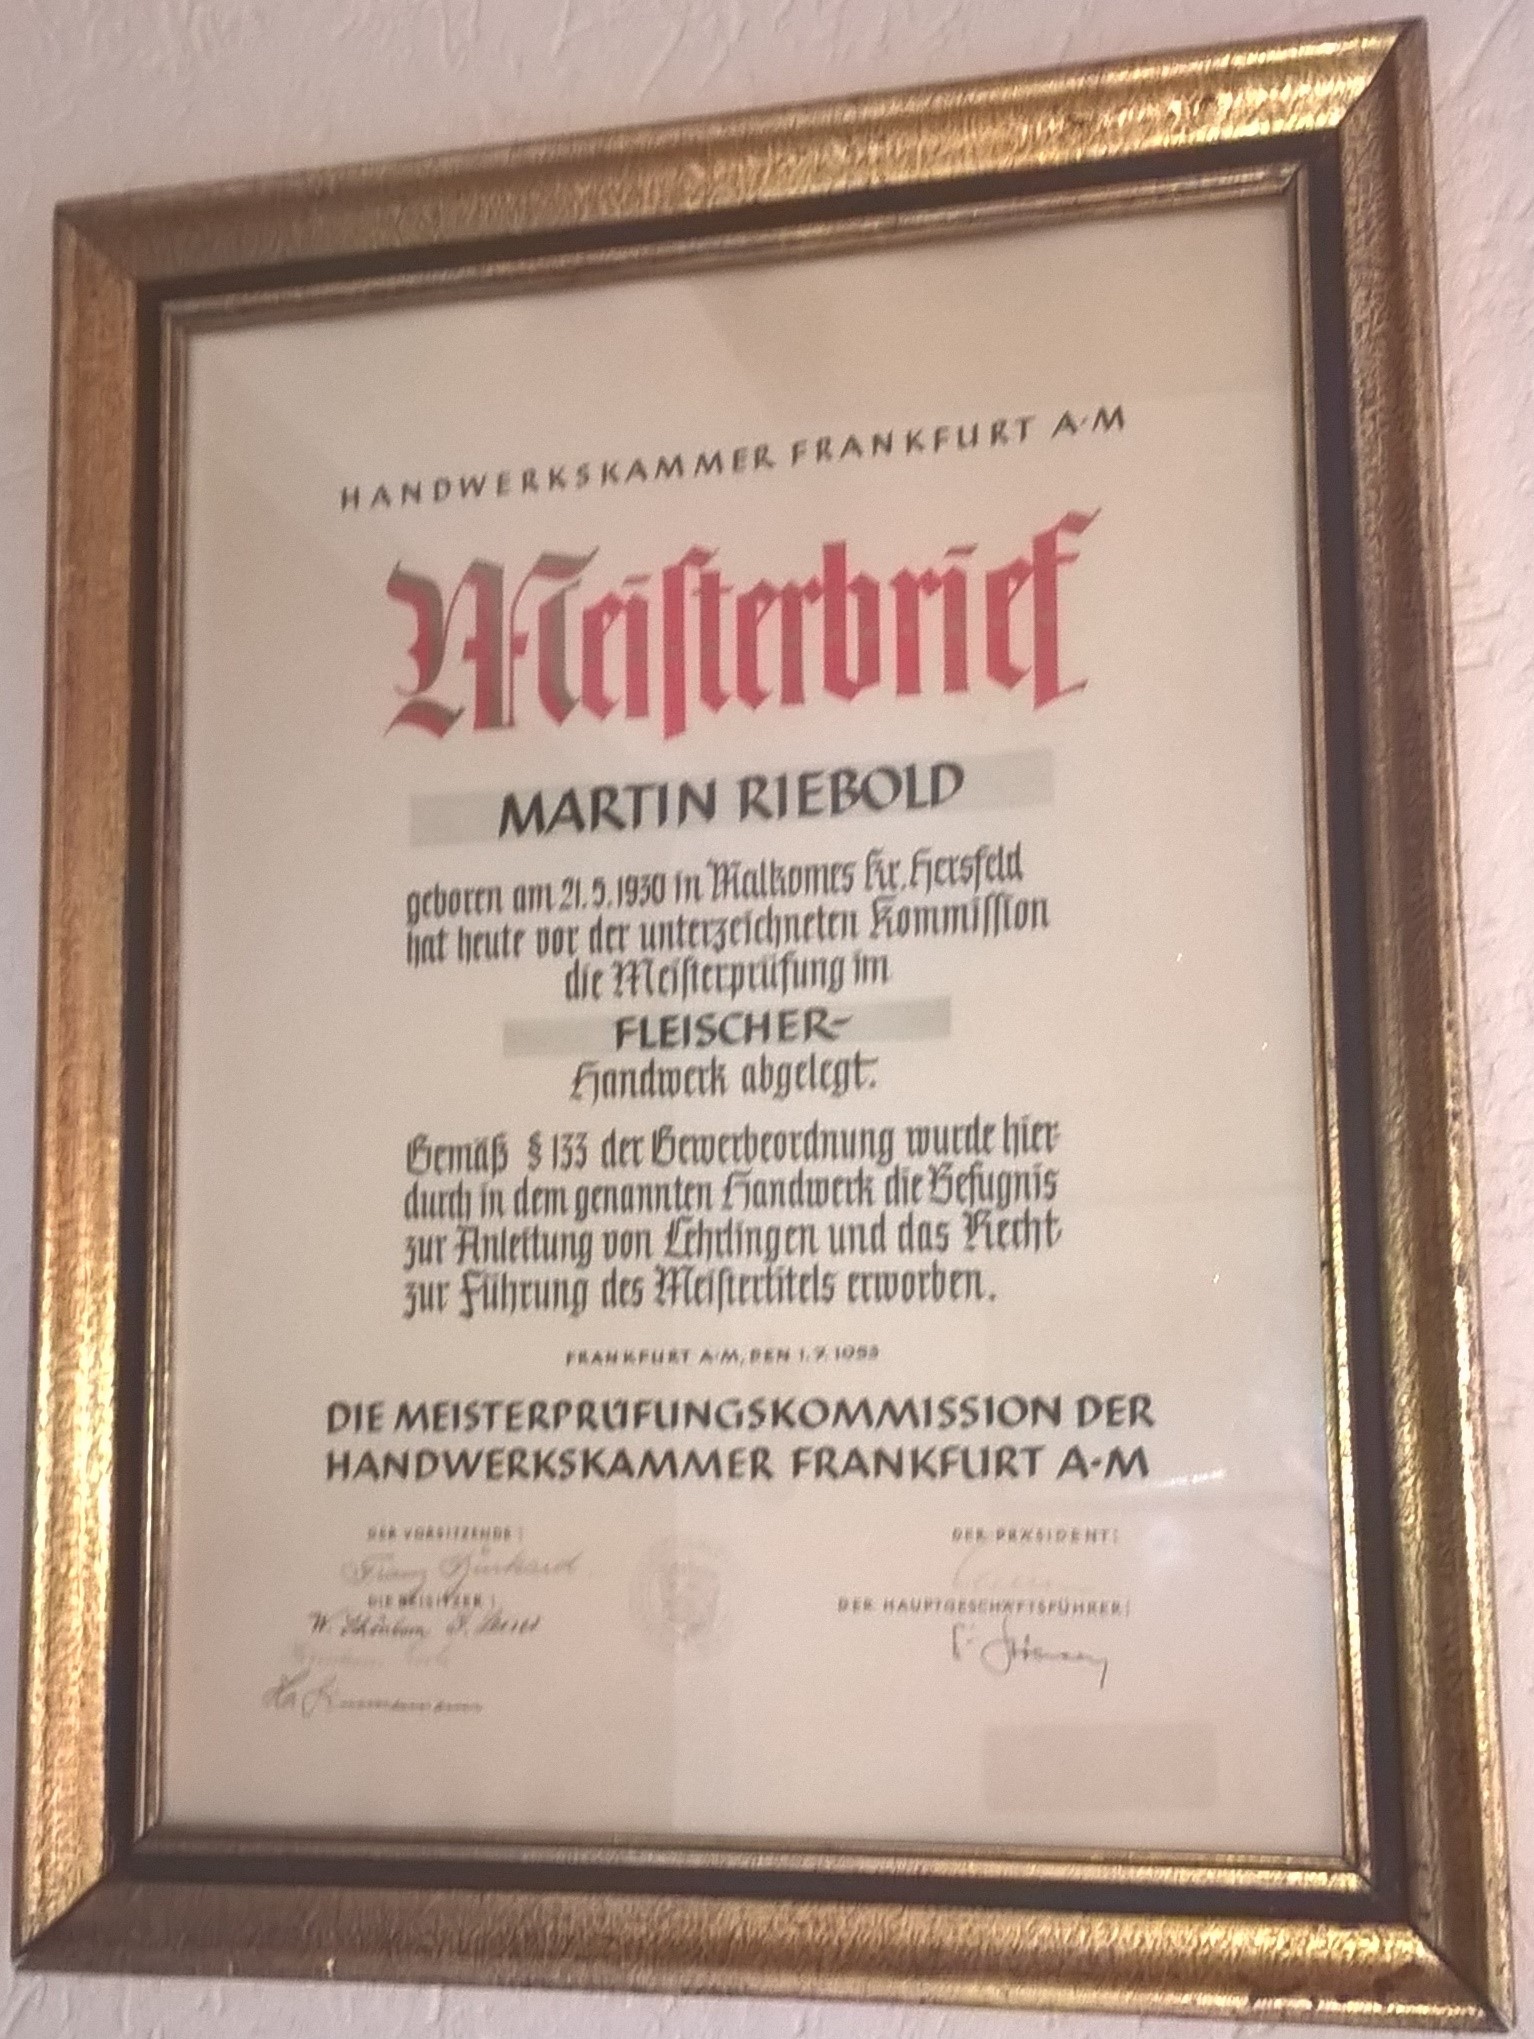 HANDWERKSKAMMER FRANKFURT A·M
Meisterbrief
MARTIN RIEBOLD
geboren am 21.5.1930 in Malkomes Kr. Hersfeld
hat heute vor der unterzeichneten Kommission
die Meisterprüfung im
FLEISCHER-
Handwerk abgelegt.
Gemäß § 133 der Gewerbeordnung wurde hier-
durch in dem genannten Handwerk die Befugnis
zur Anleitung von Lehrlingen und das Recht
zur Führung des Meistertitels erworben.
FRANKFURT A·M, DEN
DIE MEISTERPRÜFUNGSKOMMISSION DER
HANDWERKSKAMMER FRANKFURT A·M
DER VORSITZENDE:
DER PRÄSIDENT:
Franz
DIE BEISITZER:
DER HAUPTGESCHÄFTSFÜHRER:
W.